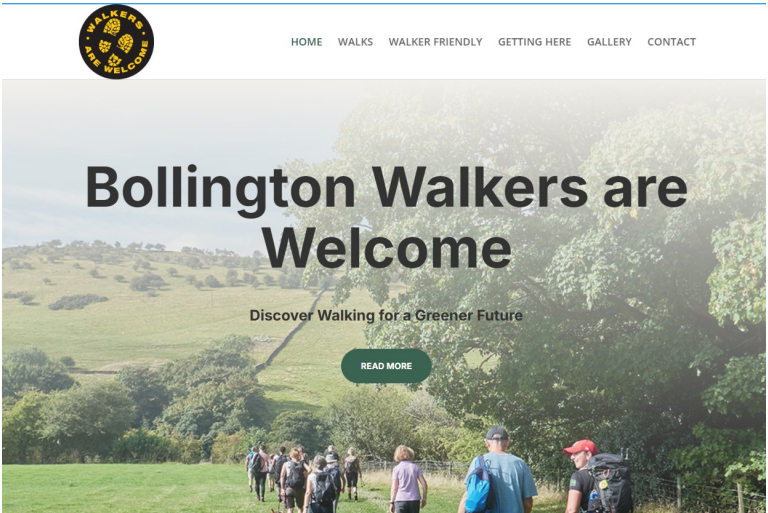 WALKERS
ARE WELCOME
HOME WALKS WALKER FRIENDLY GETTING HERE GALLERY CONTACT
Bollington Walkers are
Welcome
Discover Walking for a Greener Future
READ MORE